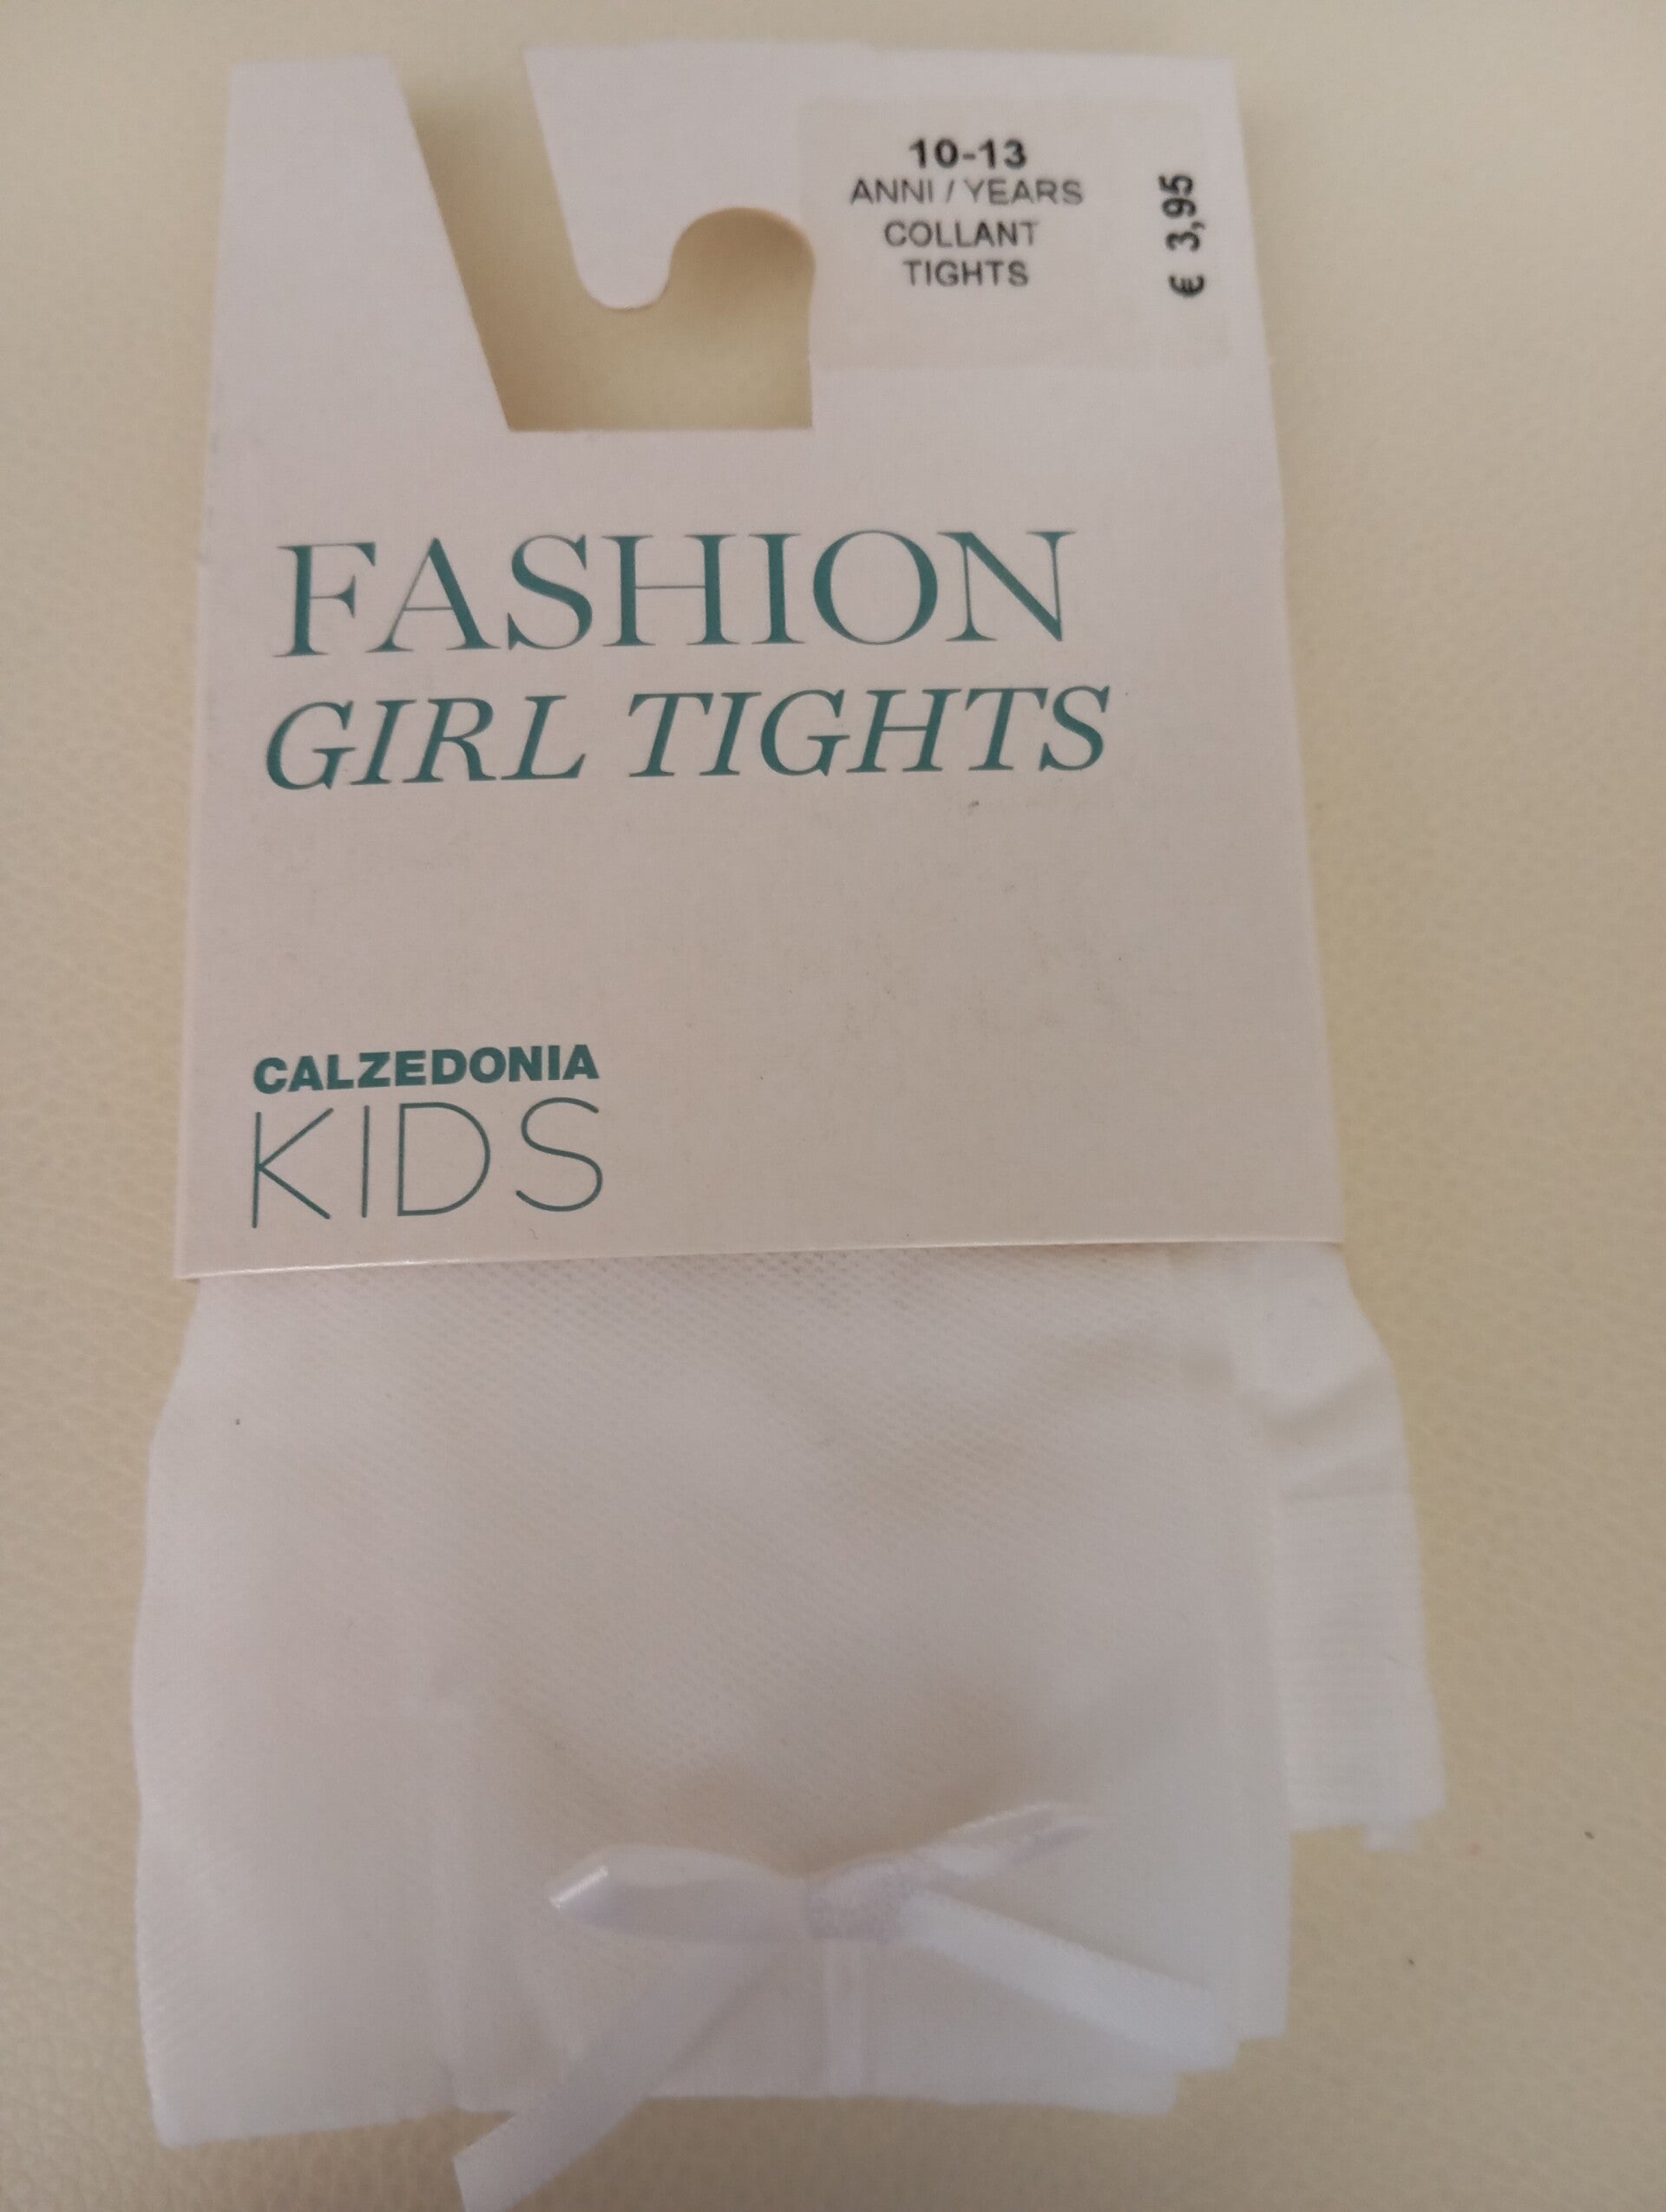 10-13
ANNI / YEARS
COLLANT
TIGHTS
€ 3,95
FASHION
GIRL TIGHTS
CALZEDONIA
KIDS